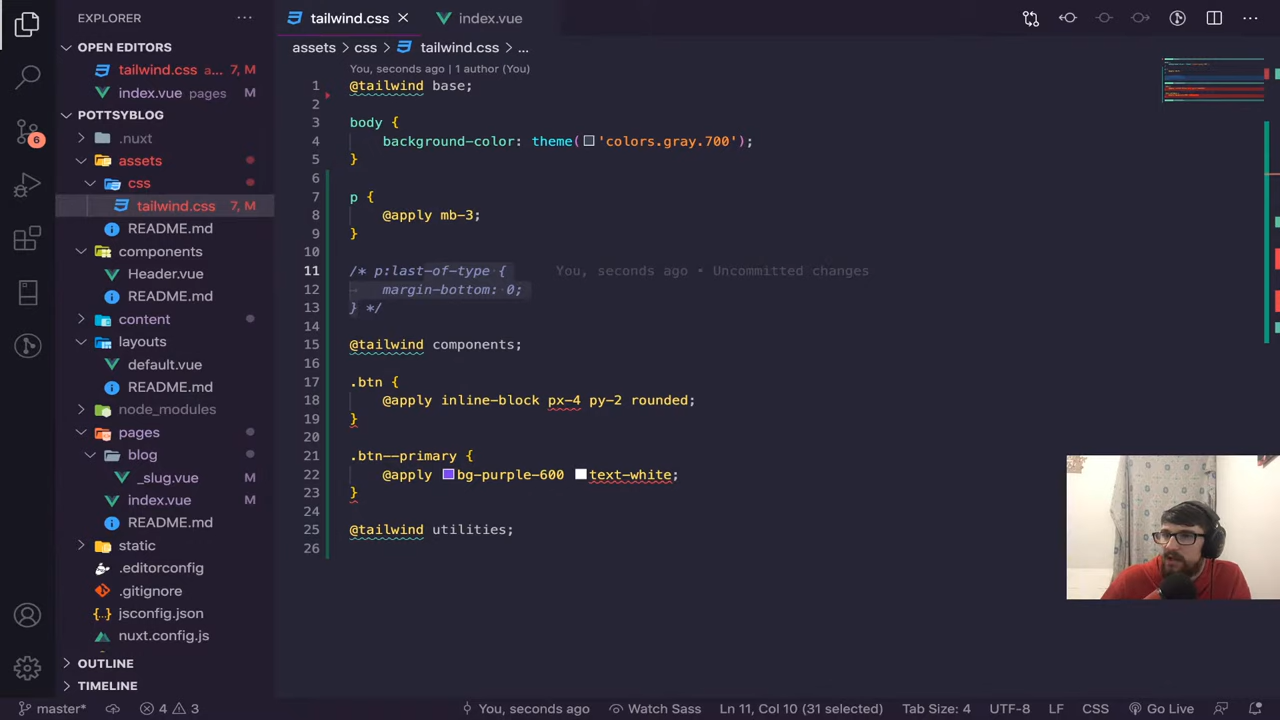 EXPLORER
OPEN EDITORS
tailwind.css a... 7, M
index.vue pages M
POTTSYBLOG
.nuxt
assets
css
tailwind.css 7, M
README.md
components
Header.vue
README.md
content
layouts
default.vue
README.md
node_modules
pages
blog
_slug.vue M
index.vue M
README.md
static
.editorconfig
.gitignore
jsconfig.json
nuxt.config.js
OUTLINE
TIMELINE
6
tailwind.css
index.vue
assets > css > tailwind.css > ...
You, seconds ago | 1 author (You)
1 @tailwind base;
2
3 body {
4 background-color: theme('colors.gray.700');
5 }
6
7 p {
8 @apply mb-3;
9 }
10
11 /* p:last-of-type { You, seconds ago • Uncommitted changes
12 margin-bottom: 0;
13 } */
14
15 @tailwind components;
16
17 .btn {
18 @apply inline-block px-4 py-2 rounded;
19 }
20
21 .btn--primary {
22 @apply bg-purple-600 text-white;
23 }
24
25 @tailwind utilities;
26
master* 4 3 You, seconds ago Watch Sass Ln 11, Col 10 (31 selected) Tab Size: 4 UTF-8 LF CSS Go Live